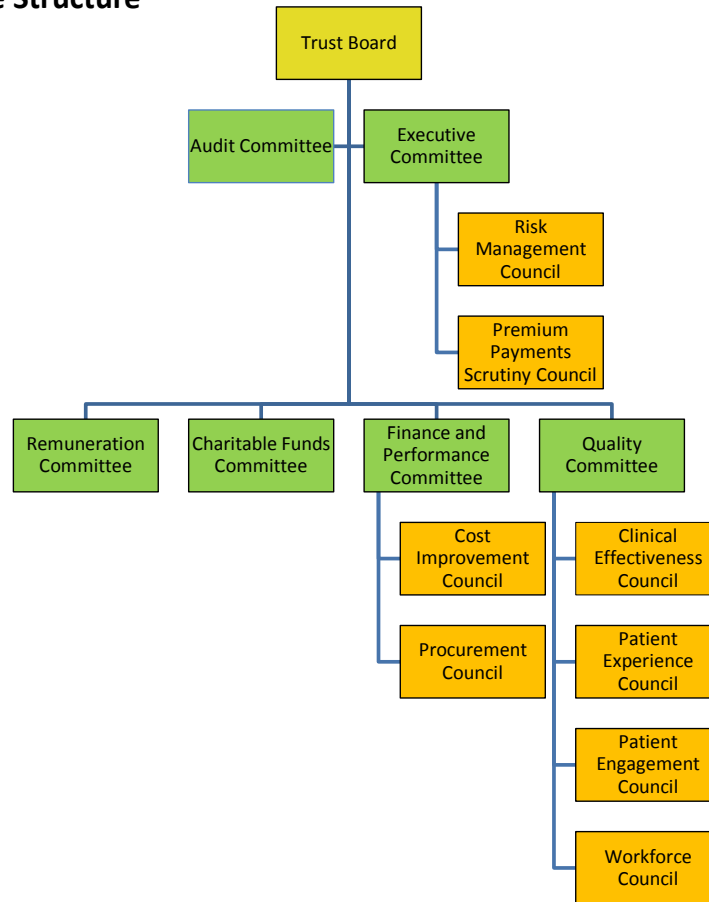 Structure
Trust Board
Audit Committee
Executive
Committee
Risk
Management
Council
Premium
Payments
Scrutiny Council
Remuneration
Committee
Charitable Funds
Committee
Finance and
Performance
Committee
Quality
Committee
Cost
Improvement
Council
Procurement
Council
Clinical
Effectiveness
Council
Patient
Experience
Council
Patient
Engagement
Council
Workforce
Council